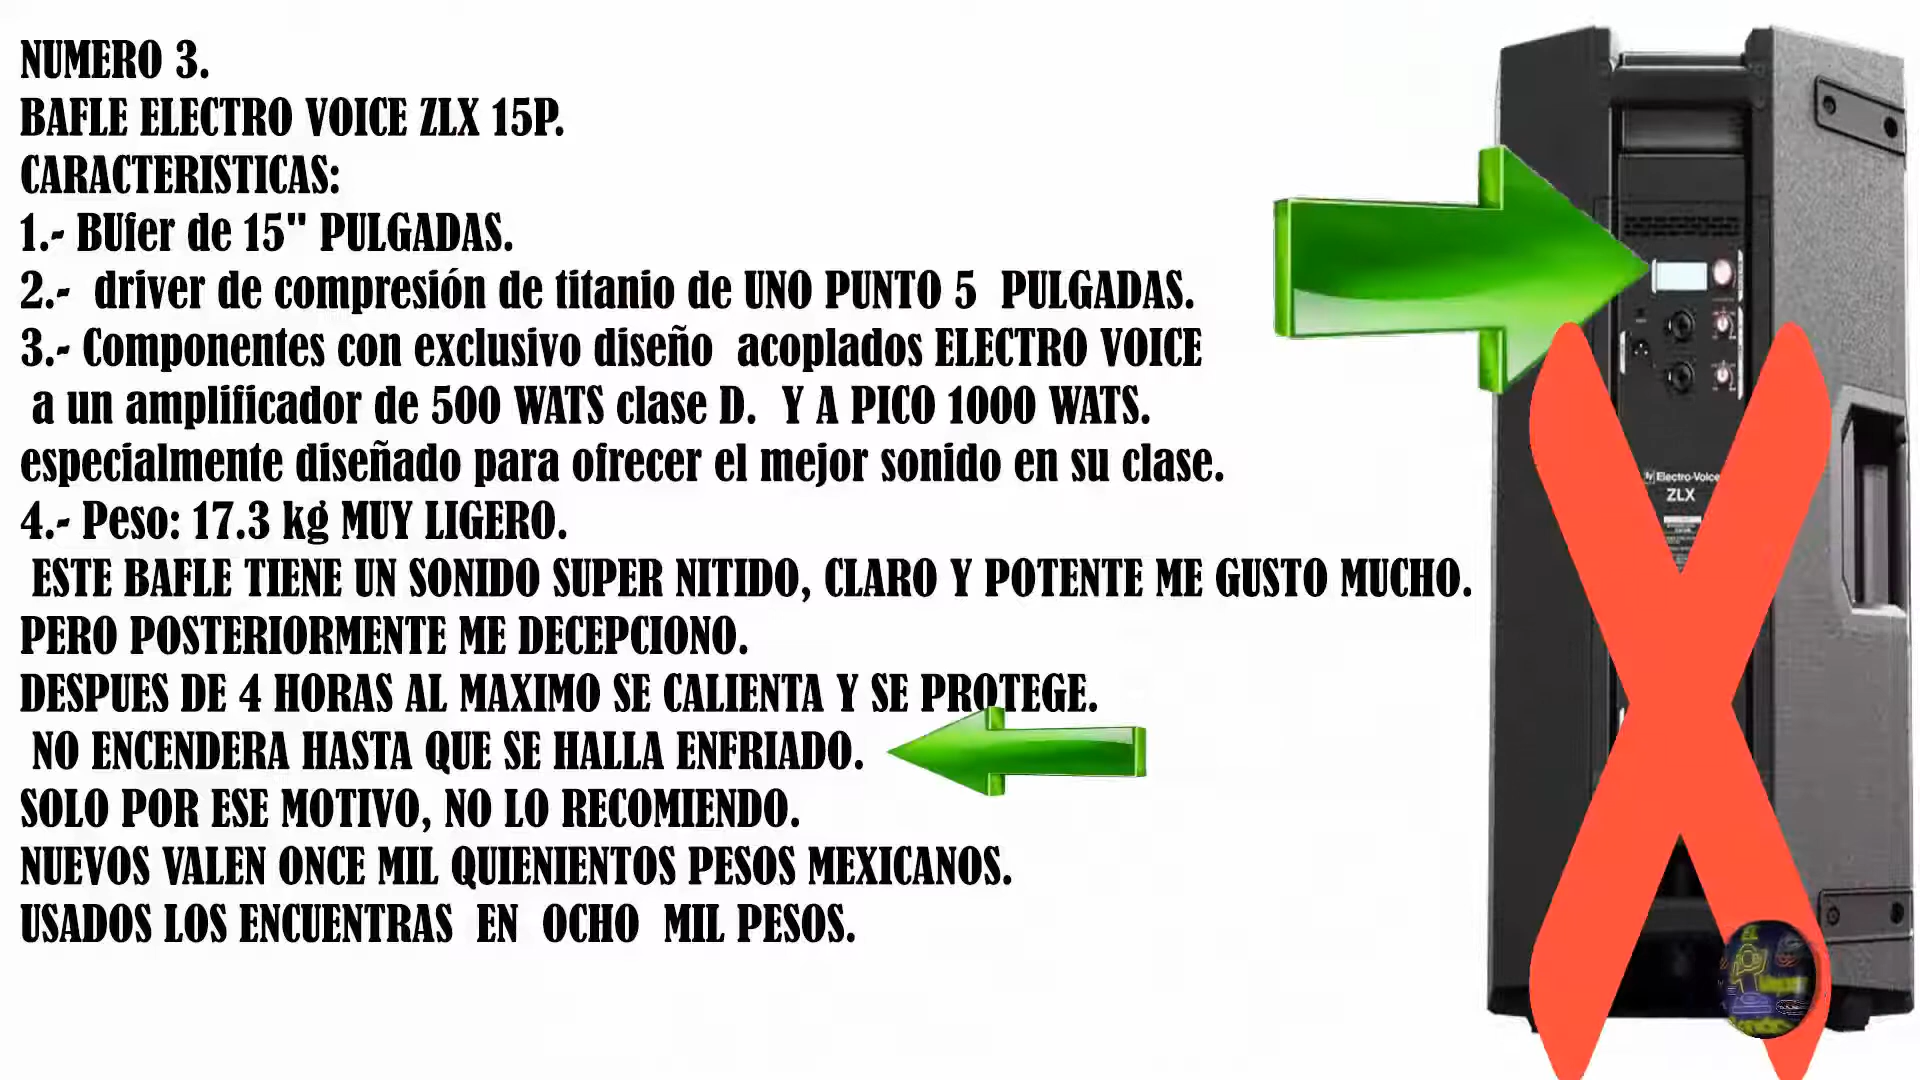 NUMERO 3.
BAFLE ELECTRO VOICE ZLX 15P.
CARACTERISTICAS:
1.- BUfer de 15" PULGADAS.
2.-  driver de compresión de titanio de UNO PUNTO 5  PULGADAS.
3.- Componentes con exclusivo diseño  acoplados ELECTRO VOICE
a un amplificador de 500 WATS clase D.  Y A PICO 1000 WATS.
especialmente diseñado para ofrecer el mejor sonido en su clase.
4.- Peso: 17.3 kg MUY LIGERO.
ESTE BAFLE TIENE UN SONIDO SUPER NITIDO, CLARO Y POTENTE ME GUSTO MUCHO.
PERO POSTERIORMENTE ME DECEPCIONO.
DESPUES DE 4 HORAS AL MAXIMO SE CALIENTA Y SE PROTEGE.
NO ENCENDERA HASTA QUE SE HALLA ENFRIADO.
SOLO POR ESE MOTIVO, NO LO RECOMIENDO.
NUEVOS VALEN ONCE MIL QUIENIENTOS PESOS MEXICANOS.
USADOS LOS ENCUENTRAS  EN  OCHO  MIL PESOS.
Electro-Voice
ZLX